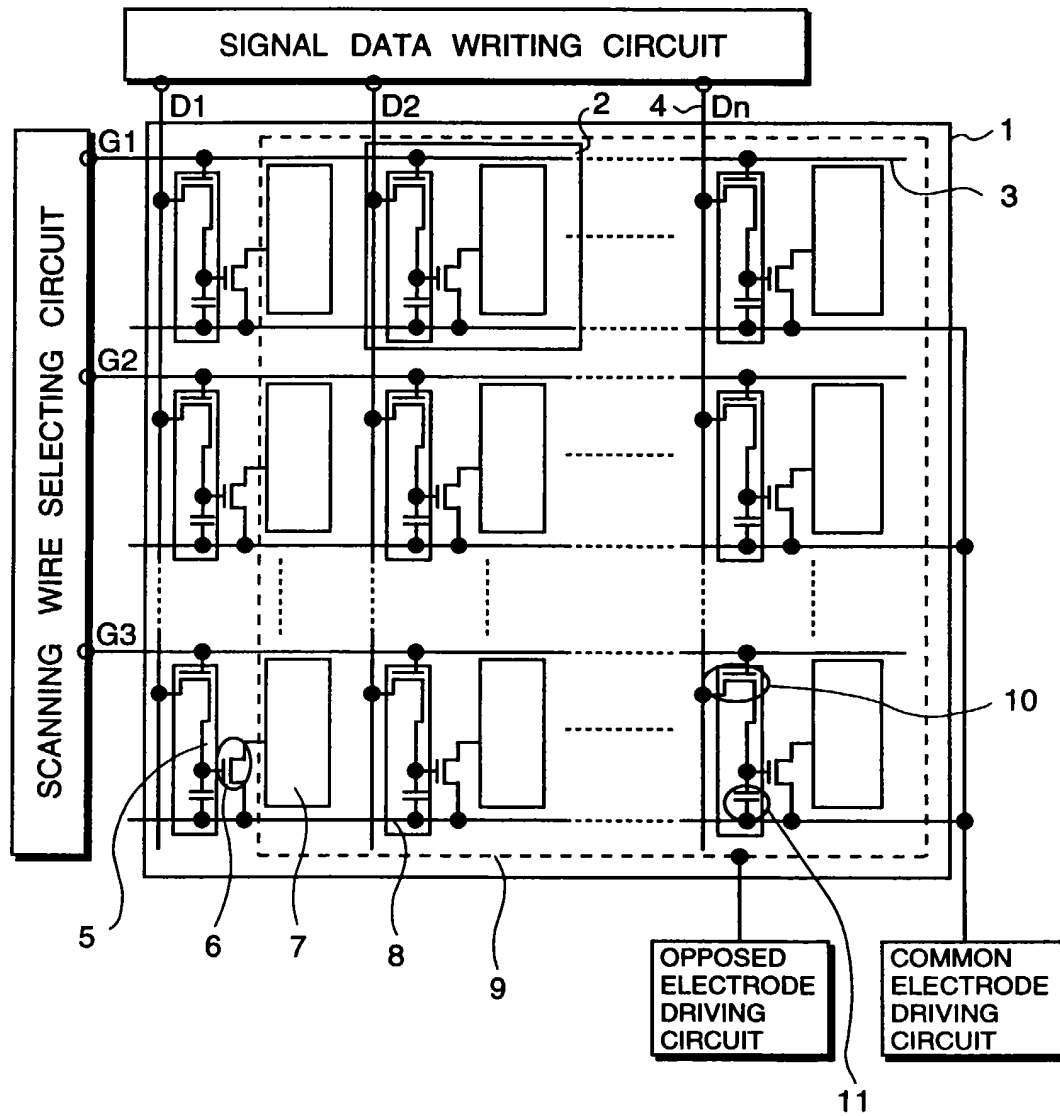 SIGNAL DATA WRITING CIRCUIT
D1
D2
4
Dn
2
1
SCANNING WIRE SELECTING CIRCUIT
G1
3
G2
G3
10
5
6
7
8
9
11
OPPOSED
ELECTRODE
DRIVING
CIRCUIT
COMMON
ELECTRODE
DRIVING
CIRCUIT